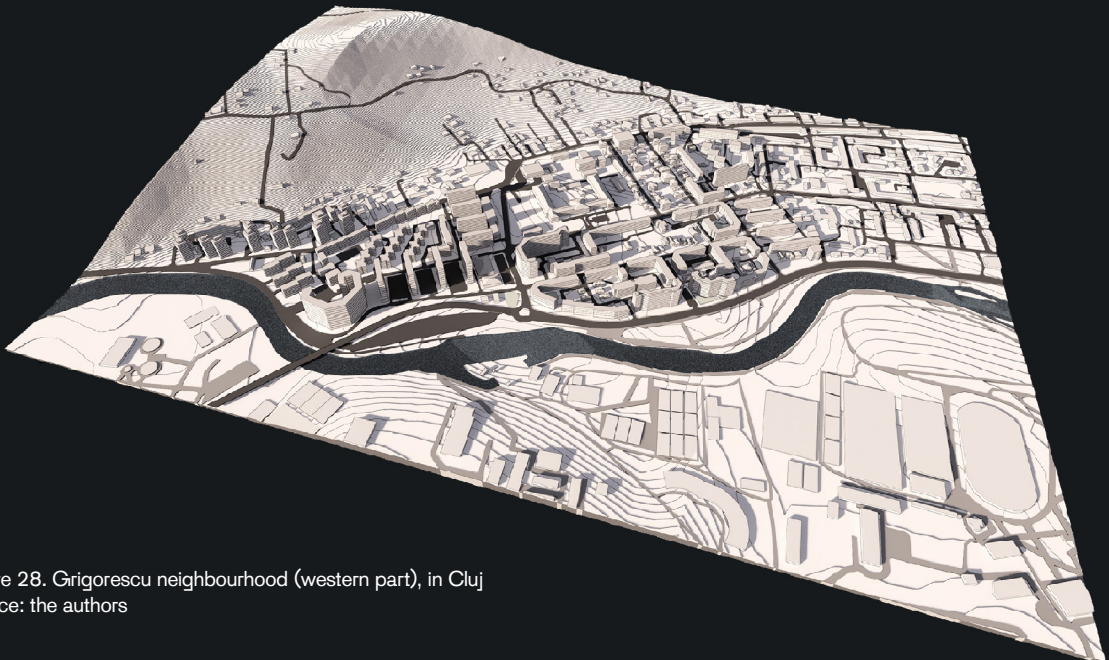 e 28. Grigorescu neighbourhood (western part), in Cluj
ce: the authors